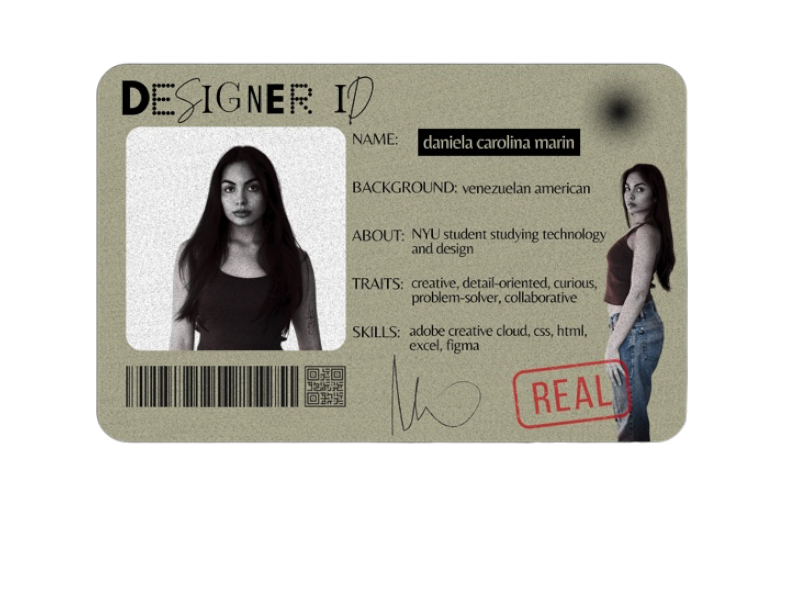 DESIGNER ID
NAME: daniela carolina marin
BACKGROUND: venezuelan american
ABOUT: NYU student studying technology
and design
TRAITS: creative, detail-oriented, curious,
problem-solver, collaborative
SKILLS: adobe creative cloud, css, html,
excel, figma
REAL